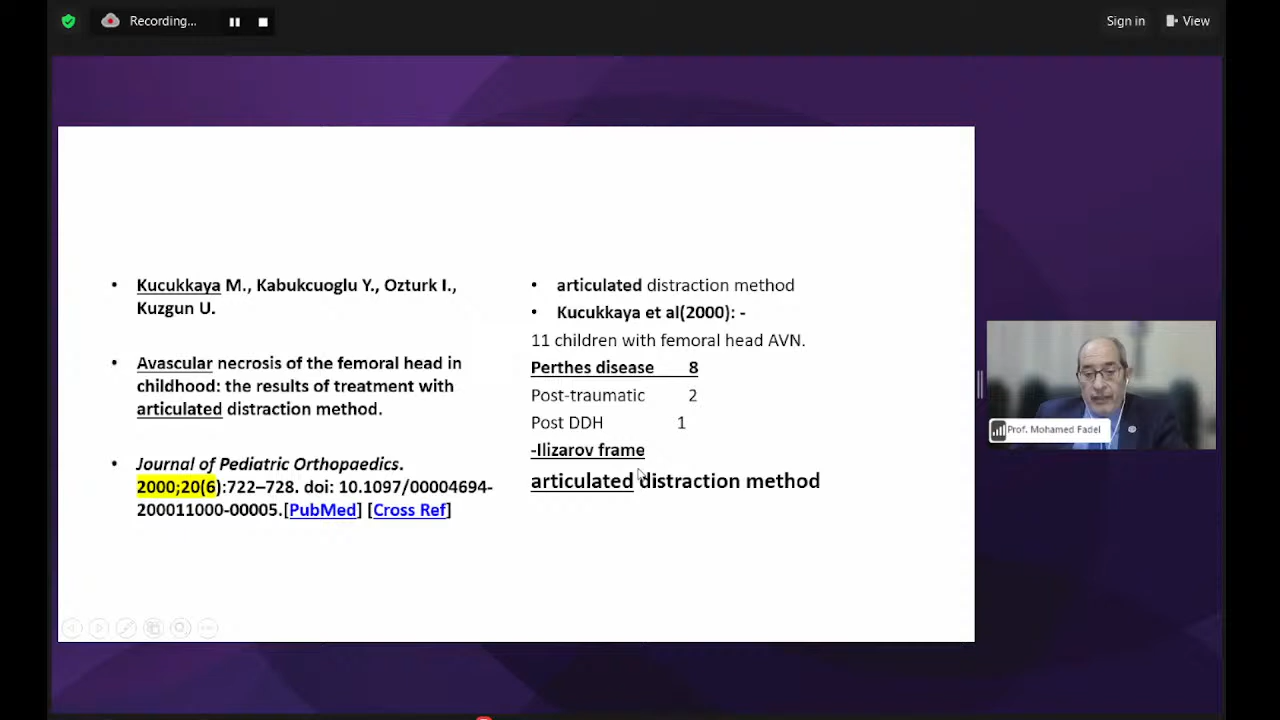 Recording...
Sign in
View
• Kucukkaya M., Kabukcuoglu Y., Ozturk I.,
Kuzgun U.
• Avascular necrosis of the femoral head in
childhood: the results of treatment with
articulated distraction method.
• Journal of Pediatric Orthopaedics.
2000;20(6):722–728. doi: 10.1097/00004694-
200011000-00005.[PubMed] [Cross Ref]
• articulated distraction method
• Kucukkaya et al(2000): -
11 children with femoral head AVN.
Perthes disease 8
Post-traumatic 2
Post DDH 1
-Ilizarov frame
articulated distraction method
Prof. Mohamed Fadel